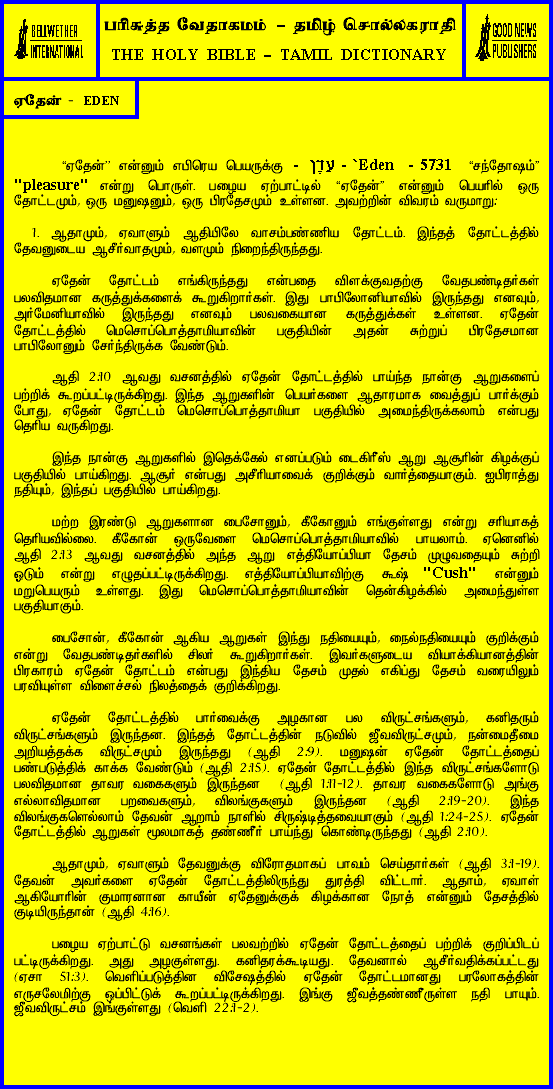 BELLWETHER
INTERNATIONAL
பரிசுத்த வேதாகமம் - தமிழ் சொல்லகராதி
THE HOLY BIBLE - TAMIL DICTIONARY
GOOD NEWS
PUBLISHERS
ஏதேன் - EDEN
“ஏதேன்” என்னும் எபிரெய பெயருக்கு - עֵדֶן - `Eden - 5731 “சந்தோஷம்”
"pleasure" என்று பொருள். பழைய ஏற்பாட்டில் “ஏதேன்” என்னும் பெயரில் ஒரு
தோட்டமும், ஒரு மனுஷனும், ஒரு பிரதேசமும் உள்ளன. அவற்றின் விவரம் வருமாறு:
1. ஆதாமும், ஏவாளும் ஆதியிலே வாசம்பண்ணிய தோட்டம். இந்தத் தோட்டத்தில்
தேவனுடைய ஆசீர்வாதமும், வளமும் நிறைந்திருந்தது.
ஏதேன் தோட்டம் எங்கிருந்தது என்பதை விளக்குவதற்கு வேதபண்டிதர்கள்
பலவிதமான கருத்துக்களைக் கூறுகிறார்கள். இது பாபிலோனியாவில் இருந்தது எனவும்,
அர்மேனியாவில் இருந்தது எனவும் பலவகையான கருத்துக்கள் உள்ளன. ஏதேன்
தோட்டத்தில் மெசொப்பொத்தாமியாவின் பகுதியின் அதன் சுற்றுப் பிரதேசமான
பாபிலோனும் சேர்ந்திருக்க வேண்டும்.
ஆதி 2:10 ஆவது வசனத்தில் ஏதேன் தோட்டத்தில் பாய்ந்த நான்கு ஆறுகளைப்
பற்றிக் கூறப்பட்டிருக்கிறது. இந்த ஆறுகளின் பெயர்களை ஆதாரமாக வைத்துப் பார்க்கும்
போது, ஏதேன் தோட்டம் மெசொப்பொத்தாமியா பகுதியில் அமைந்திருக்கலாம் என்பது
தெரிய வருகிறது.
இந்த நான்கு ஆறுகளில் இதெக்கேல் எனப்படும் டைகிரீஸ் ஆறு ஆசூரின் கிழக்குப்
பகுதியில் பாய்கிறது. ஆசூர் என்பது அசீரியாவைக் குறிக்கும் வார்த்தையாகும். ஐபிராத்து
நதியும், இந்தப் பகுதியில் பாய்கிறது.
மற்ற இரண்டு ஆறுகளான பைசோனும், கீகோனும் எங்குள்ளது என்று சரியாகத்
தெரியவில்லை. கீகோன் ஒருவேளை மெசொப்பொத்தாமியாவில் பாயலாம். ஏனெனில்
ஆதி 2:13 ஆவது வசனத்தில் அந்த ஆறு எத்தியோப்பியா தேசம் முழுவதையும் சுற்றி
ஓடும் என்று எழுதப்பட்டிருக்கிறது. எத்தியோப்பியாவிற்கு கூஷ் "Cush" என்னும்
மறுபெயரும் உள்ளது. இது மெசொப்பொத்தாமியாவின் தென்கிழக்கில் அமைந்துள்ள
பகுதியாகும்.
பைசோன், கீகோன் ஆகிய ஆறுகள் இந்து நதியையும், நைல்நதியையும் குறிக்கும்
என்று வேதபண்டிதர்களில் சிலர் கூறுகிறார்கள். இவர்களுடைய வியாக்கியானத்தின்
பிரகாரம் ஏதேன் தோட்டம் என்பது இந்திய தேசம் முதல் எகிப்து தேசம் வரையிலும்
பரவியுள்ள விளைச்சல் நிலத்தைக் குறிக்கிறது.
ஏதேன் தோட்டத்தில் பார்வைக்கு அழகான பல விருட்சங்களும், கனிதரும்
விருட்சங்களும் இருந்தன. இந்தத் தோட்டத்தின் நடுவில் ஜீவவிருட்சமும், நன்மைதீமை
அறியத்தக்க விருட்சமும் இருந்தது (ஆதி 2:9). மனுஷன் ஏதேன் தோட்டத்தைப்
பண்படுத்திக் காக்க வேண்டும் (ஆதி 2:15). ஏதேன் தோட்டத்தில் இந்த விருட்சங்களோடு
பலவிதமான தாவர வகைகளும் இருந்தன (ஆதி 1:11-12). தாவர வகைகளோடு அங்கு
எல்லாவிதமான பறவைகளும், விலங்குகளும் இருந்தன (ஆதி 2:19-20). இந்த
விலங்குகளெல்லாம் தேவன் ஆறாம் நாளில் சிருஷ்டித்தவையாகும் (ஆதி 1:24-25). ஏதேன்
தோட்டத்தில் ஆறுகள் மூலமாகத் தண்ணீர் பாய்ந்து கொண்டிருந்தது (ஆதி 2:10).
ஆதாமும், ஏவாளும் தேவனுக்கு விரோதமாகப் பாவம் செய்தார்கள் (ஆதி 3:1-19).
தேவன் அவர்களை ஏதேன் தோட்டத்திலிருந்து துரத்தி விட்டார். ஆதாம், ஏவாள்
ஆகியோரின் குமாரனான காயீன் ஏதேனுக்குக் கிழக்கான நோத் என்னும் தேசத்தில்
குடியிருந்தான் (ஆதி 4:16).
பழைய ஏற்பாட்டு வசனங்கள் பலவற்றில் ஏதேன் தோட்டத்தைப் பற்றிக் குறிப்பிடப்
பட்டிருக்கிறது. அது அழகுள்ளது. கனிதரக்கூடியது. தேவனால் ஆசீர்வதிக்கப்பட்டது
(ஏசா 51:3). வெளிப்படுத்தின விசேஷத்தில் ஏதேன் தோட்டமானது பரலோகத்தின்
எருசலேமிற்கு ஒப்பிட்டுக் கூறப்பட்டிருக்கிறது. இங்கு ஜீவத்தண்ணீருள்ள நதி பாயும்.
ஜீவவிருட்சம் இங்குள்ளது (வெளி 22:1-2).